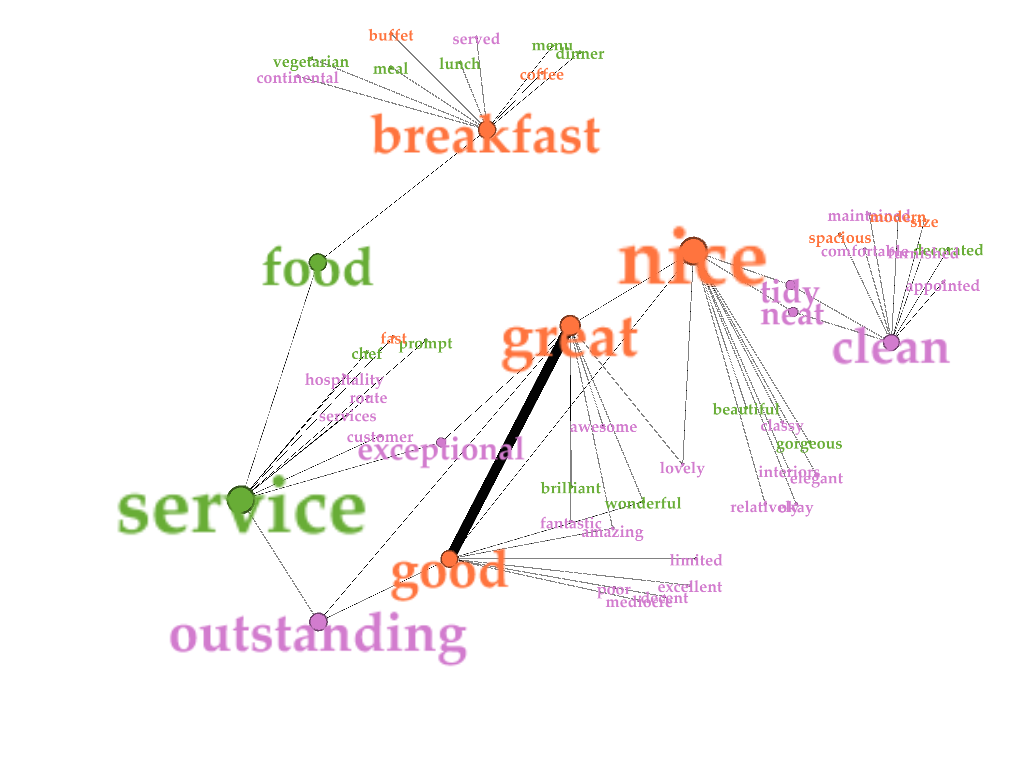 buffet
served
menu
dinner
vegetarian
meal
lunch
coffee
continental
breakfast
maintained
modern
size
spacious
comfortable
furnished
decorated
appointed
food
nice
tidy
neat
clean
great
fast
prompt
chef
hospitality
route
services
customer
exceptional
beautiful
classy
gorgeous
awesome
lovely
interiors
elegant
brilliant
wonderful
relatively
okay
service
fantastic
amazing
good
limited
excellent
poor
decent
mediocre
outstanding